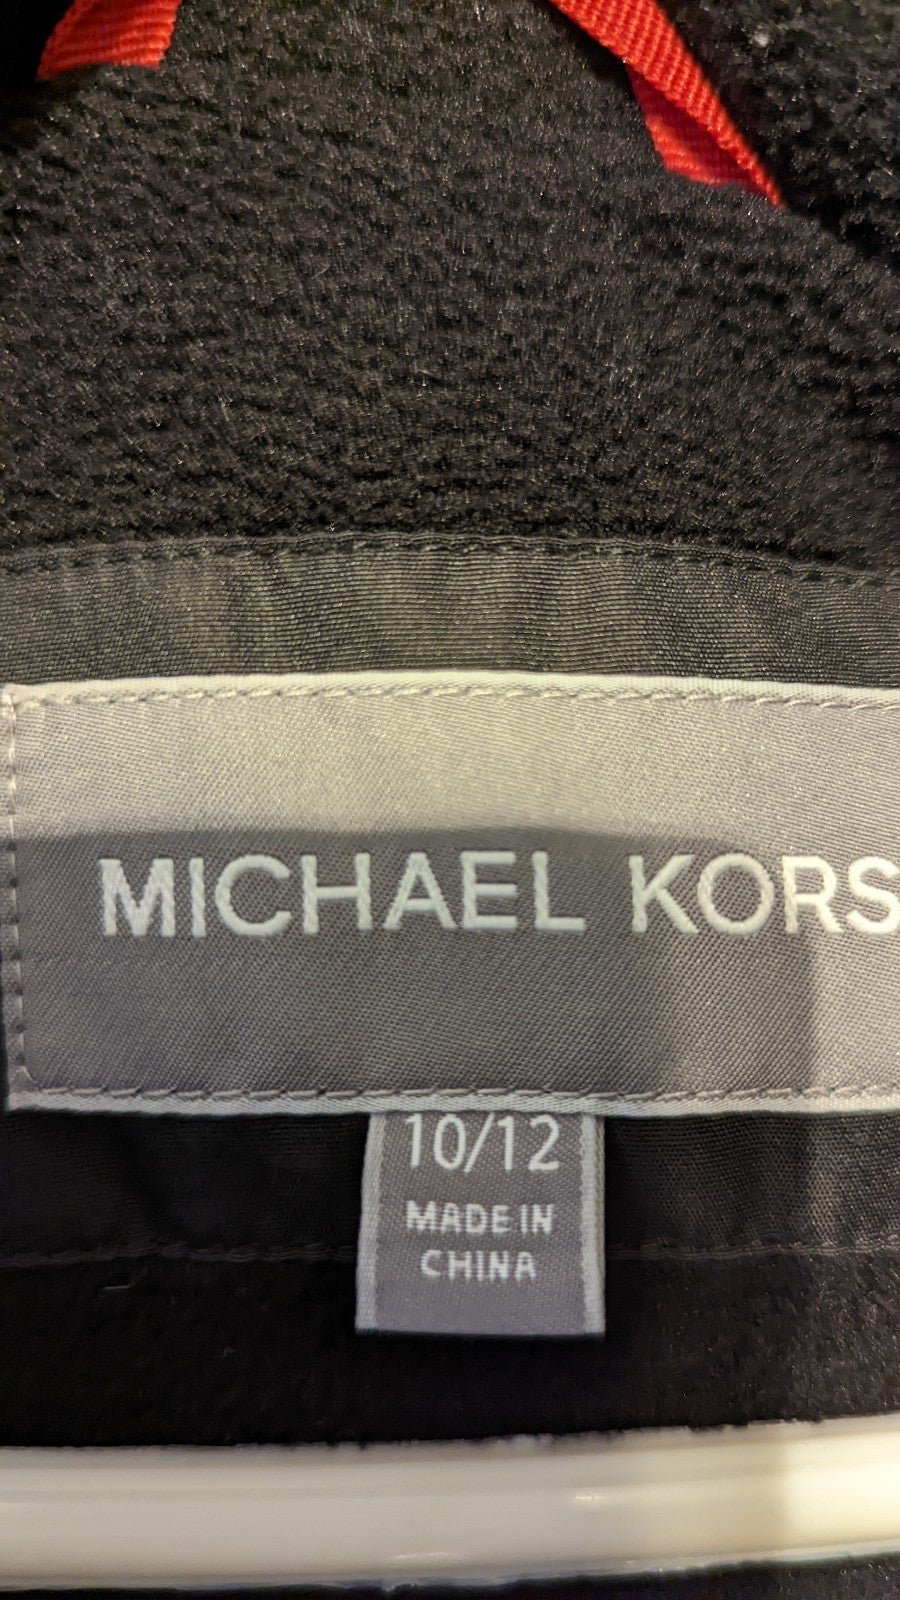 MICHAEL KORS
10/12
MADE IN
CHINA